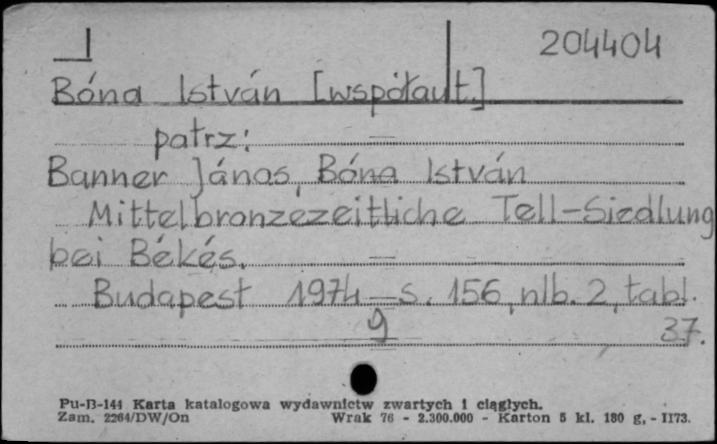 204404
Bóna István [współaut.]
patrz:
Banner János, Bóna István
Mittelbronzezeitliche Tell-Siedlung
bei Békés.
Budapest 1974 s. 156, nlb. 2, tabl.
9 37.
Pu-B-144 Karta katalogowa wydawnictw zwartych i ciągłych.
Zam. 2264/DW/On Wrak 76 - 2.300.000 - Karton 5 kl. 180 g. - II73.